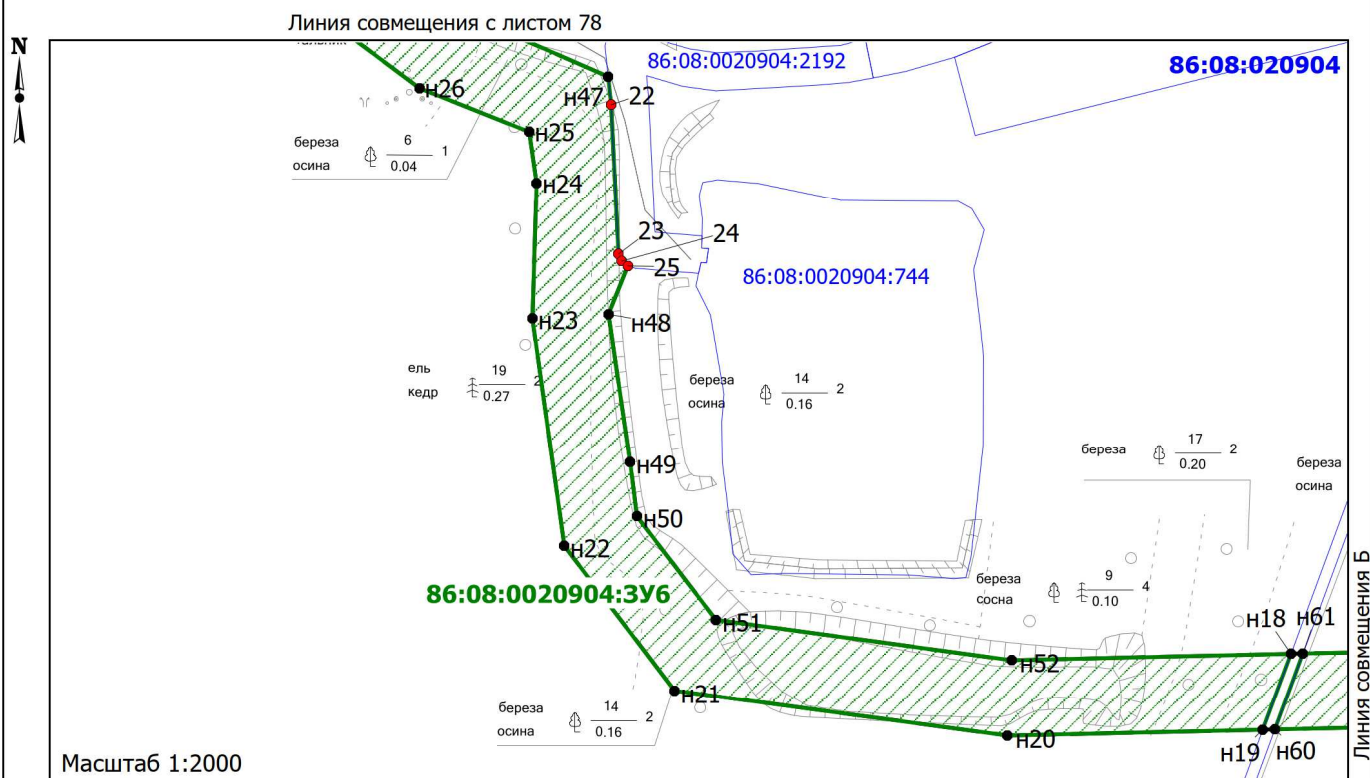 Линия совмещения с листом 78
N
тальник
86:08:0020904:2192
86:08:020904
н26
н47
22
н25
береза
осина
6
0.04
1
н24
23
24
25
86:08:0020904:744
н23
н48
ель
кедр
19
0.27
2
береза
осина
14
0.16
2
береза
17
0.20
2
береза
осина
н49
н50
н22
86:08:0020904:ЗУ6
береза
сосна
9
0.10
4
н51
н18
н61
н52
н21
береза
осина
14
0.16
2
н20
н19
н60
Линия совмещения Б
Масштаб 1:2000